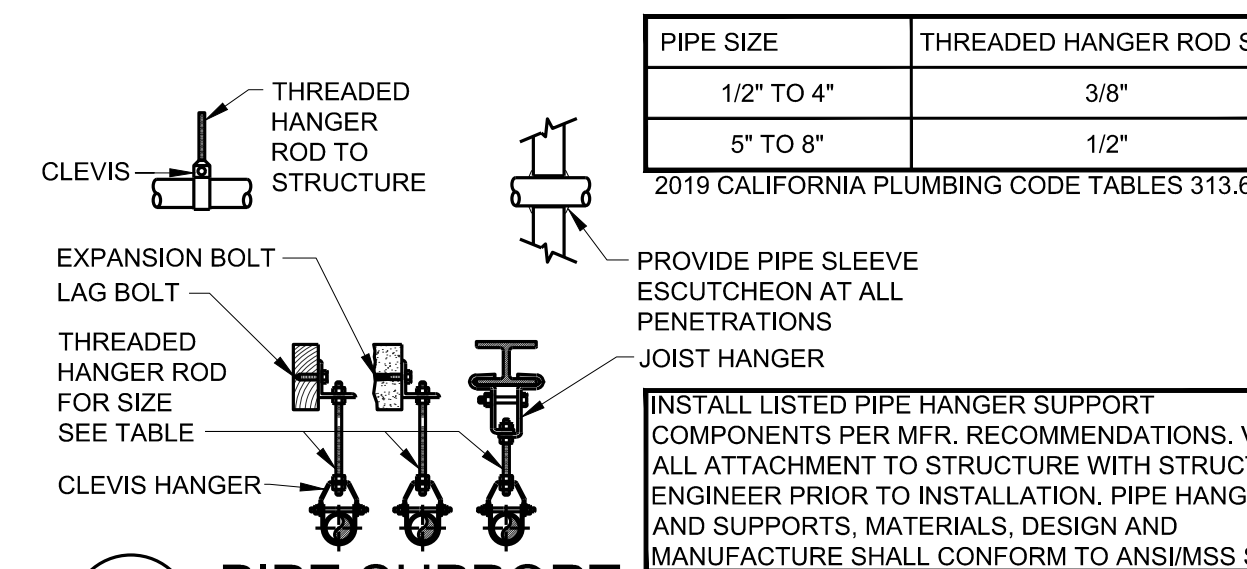 PIPE SIZE THREADED HANGER ROD S
1/2" TO 4" 3/8"
5" TO 8" 1/2"
2019 CALIFORNIA PLUMBING CODE TABLES 313.6
THREADED
HANGER
ROD TO
STRUCTURE
CLEVIS
PROVIDE PIPE SLEEVE
ESCUTCHEON AT ALL
PENETRATIONS
EXPANSION BOLT
LAG BOLT
THREADED
HANGER ROD
FOR SIZE
SEE TABLE
CLEVIS HANGER
JOIST HANGER
INSTALL LISTED PIPE HANGER SUPPORT
COMPONENTS PER MFR. RECOMMENDATIONS. V
ALL ATTACHMENT TO STRUCTURE WITH STRUCT
ENGINEER PRIOR TO INSTALLATION. PIPE HANG
AND SUPPORTS, MATERIALS, DESIGN AND
MANUFACTURE SHALL CONFORM TO ANSI/MSS S
PIPE SUPPORT